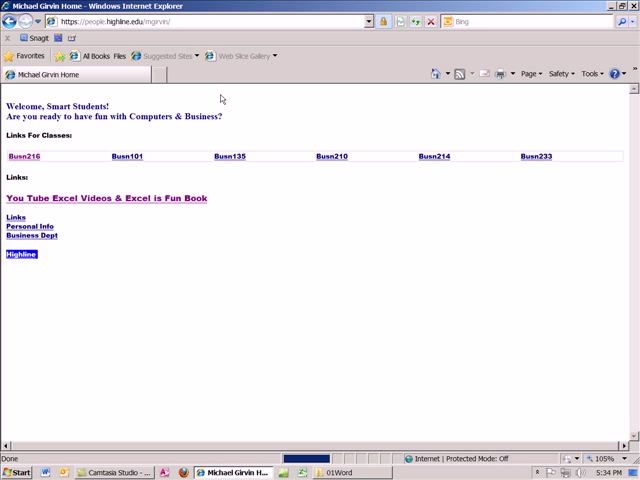 Michael Girvin Home - Windows Internet Explorer
https://people.highline.edu/mgirvin/
Bing
x Snagit
Favorites All Books Files Suggested Sites Web Slice Gallery
Michael Girvin Home
Page Safety Tools
Welcome, Smart Students!
Are you ready to have fun with Computers & Business?
Links For Classes:
Busn216 Busn101 Busn135 Busn210 Busn214 Busn233
Links:
You Tube Excel Videos & Excel is Fun Book
Links
Personal Info
Business Dept
Highline
Done Internet | Protected Mode: Off 105%
Start Camtasia Studio - ... Michael Girvin H... 01Word 5:34 PM